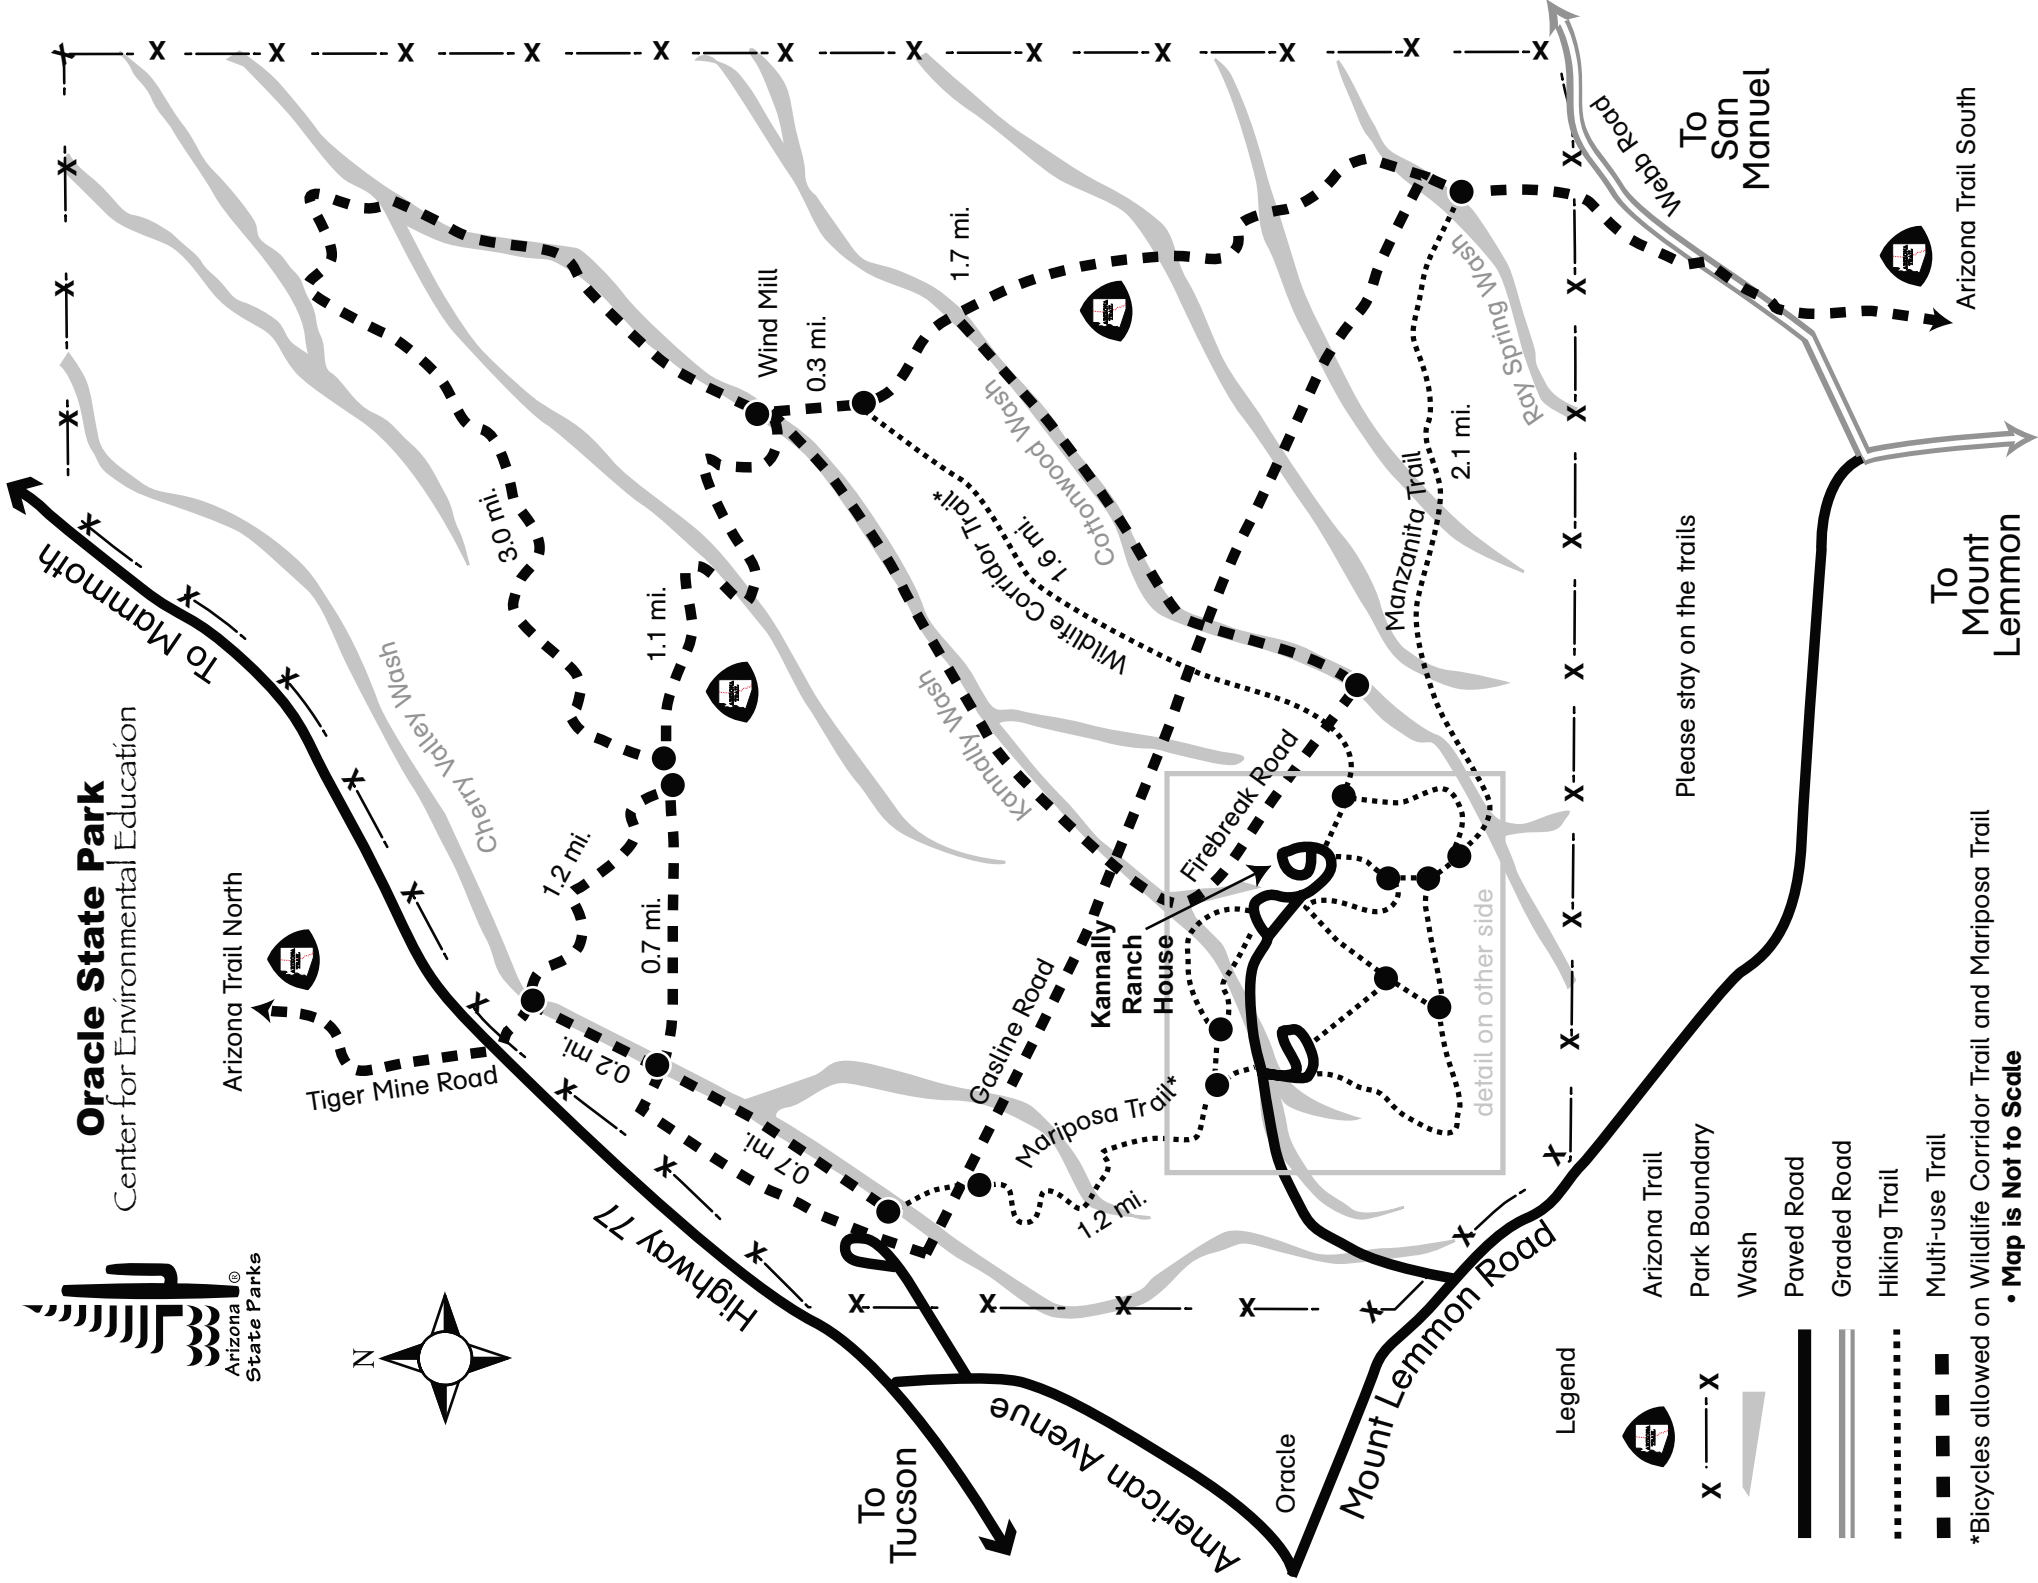 Oracle State Park
Center for Environmental Education
Arizona®
State Parks
N
To Mammoth
Highway 77
To
Tucson
American Avenue
Oracle
Mount Lemmon Road
Arizona Trail North
Tiger Mine Road
Cherry Valley Wash
0.2 mi.
0.7 mi.
1.2 mi.
0.7 mi.
3.0 mi.
1.1 mi.
Wind Mill
0.3 mi.
1.7 mi.
Kannally Wash
Cottonwood Wash
Wildlife Corridor Trail*
1.6 mi.
Gasline Road
Mariposa Trail*
1.2 mi.
Kannally
Ranch
House
Firebreak Road
Manzanita Trail
2.1 mi.
Ray Spring Wash
detail on other side
Webb Road
To
San
Manuel
Arizona Trail South
Please stay on the trails
To
Mount
Lemmon
Legend
Arizona Trail
X X Park Boundary
Wash
Paved Road
Graded Road
Hiking Trail
Multi-use Trail
*Bicycles allowed on Wildlife Corridor Trail and Mariposa Trail
• Map is Not to Scale